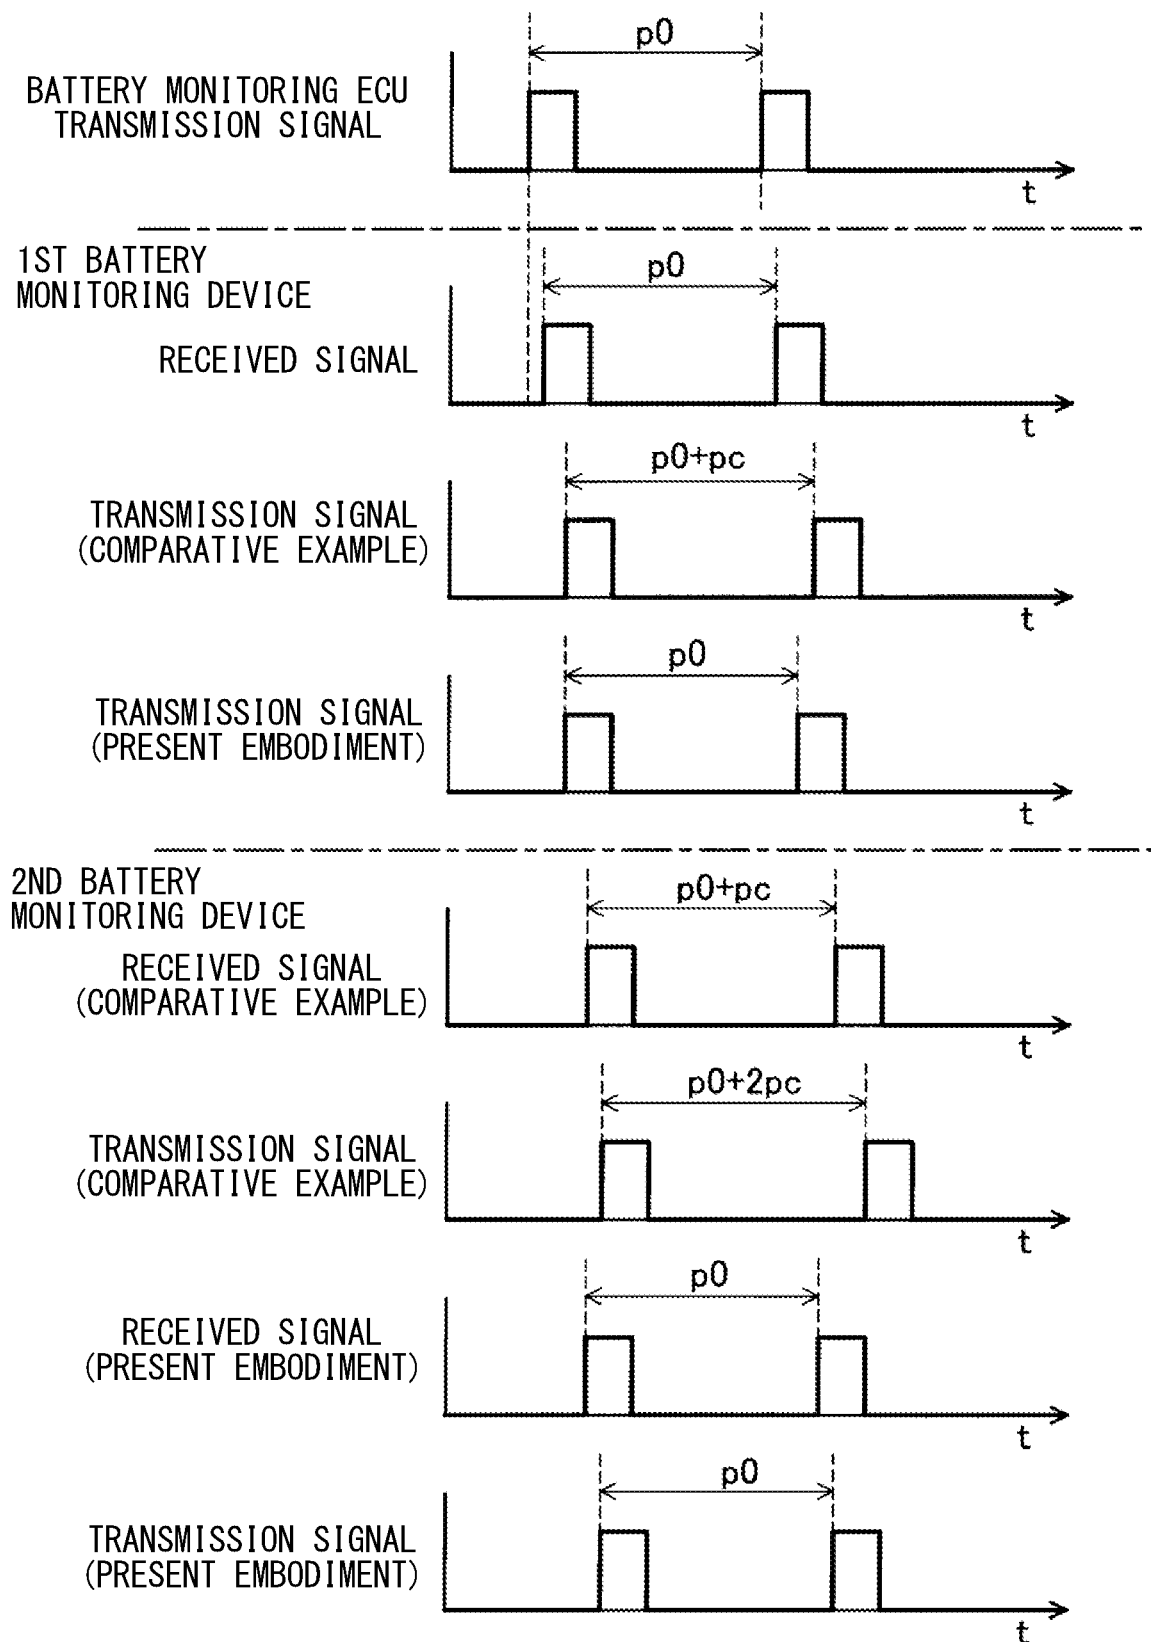 p0
BATTERY MONITORING ECU
TRANSMISSION SIGNAL
t
1ST BATTERY
MONITORING DEVICE
p0
RECEIVED SIGNAL
t
p0+pc
TRANSMISSION SIGNAL
(COMPARATIVE EXAMPLE)
t
p0
TRANSMISSION SIGNAL
(PRESENT EMBODIMENT)
t
2ND BATTERY
MONITORING DEVICE
p0+pc
RECEIVED SIGNAL
(COMPARATIVE EXAMPLE)
t
p0+2pc
TRANSMISSION SIGNAL
(COMPARATIVE EXAMPLE)
t
p0
RECEIVED SIGNAL
(PRESENT EMBODIMENT)
t
p0
TRANSMISSION SIGNAL
(PRESENT EMBODIMENT)
t